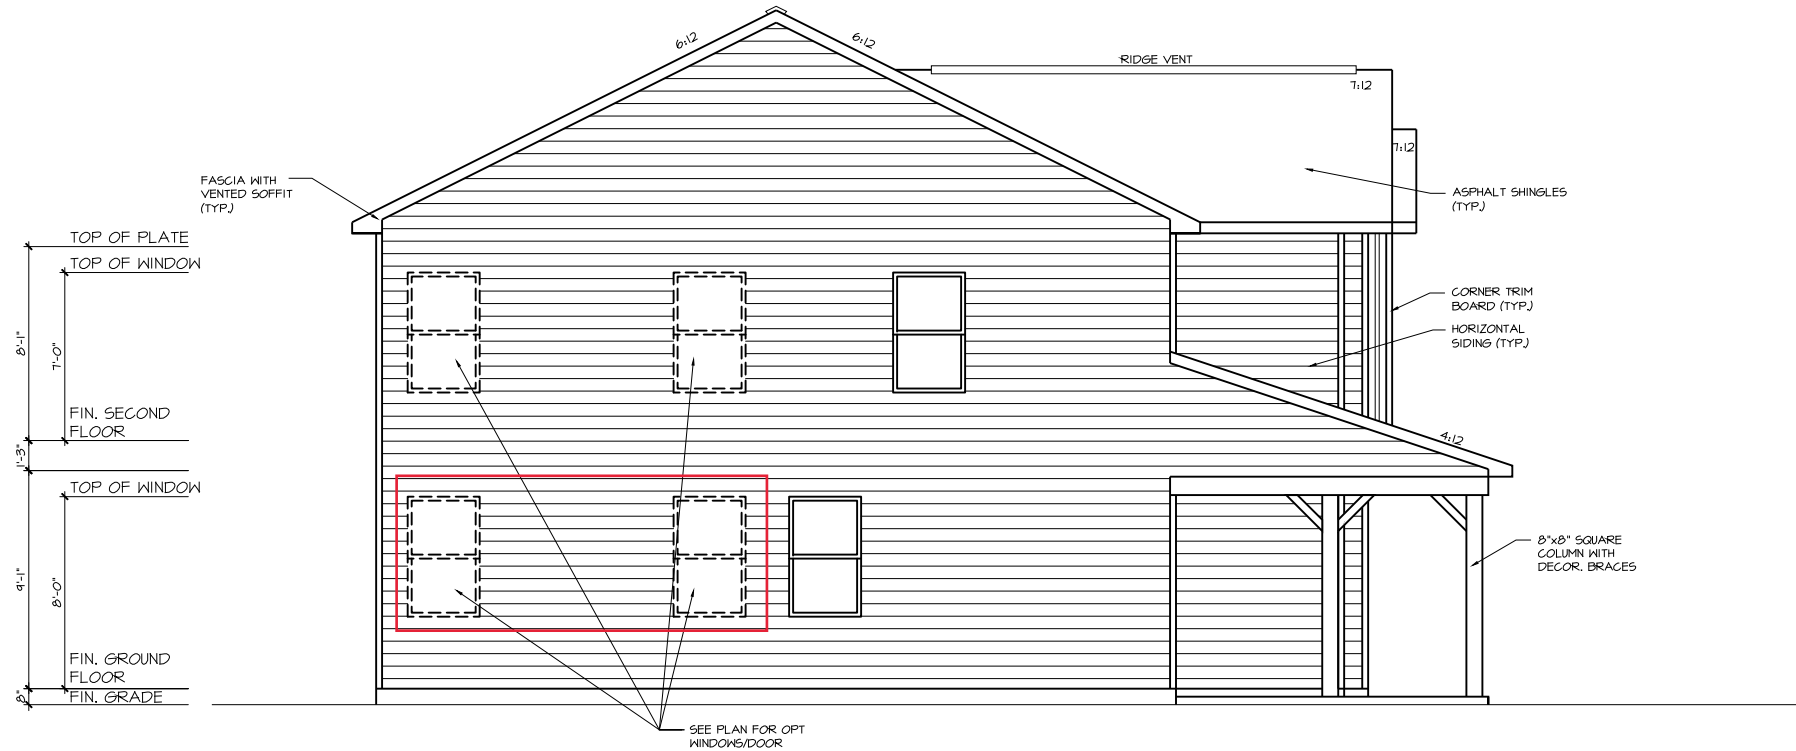 6:12
6:12
RIDGE VENT
7:12
7:12
FASCIA WITH
VENTED SOFFIT
(TYP.)
ASPHALT SHINGLES
(TYP.)
TOP OF PLATE
TOP OF WINDOW
CORNER TRIM
BOARD (TYP.)
HORIZONTAL
SIDING (TYP.)
8'-1"
7'-0"
FIN. SECOND
FLOOR
4:12
1'-3"
TOP OF WINDOW
8"x8" SQUARE
COLUMN WITH
DECOR. BRACES
9'-1"
8'-0"
FIN. GROUND
FLOOR
8"
FIN. GRADE
SEE PLAN FOR OPT
WINDOWS/DOOR